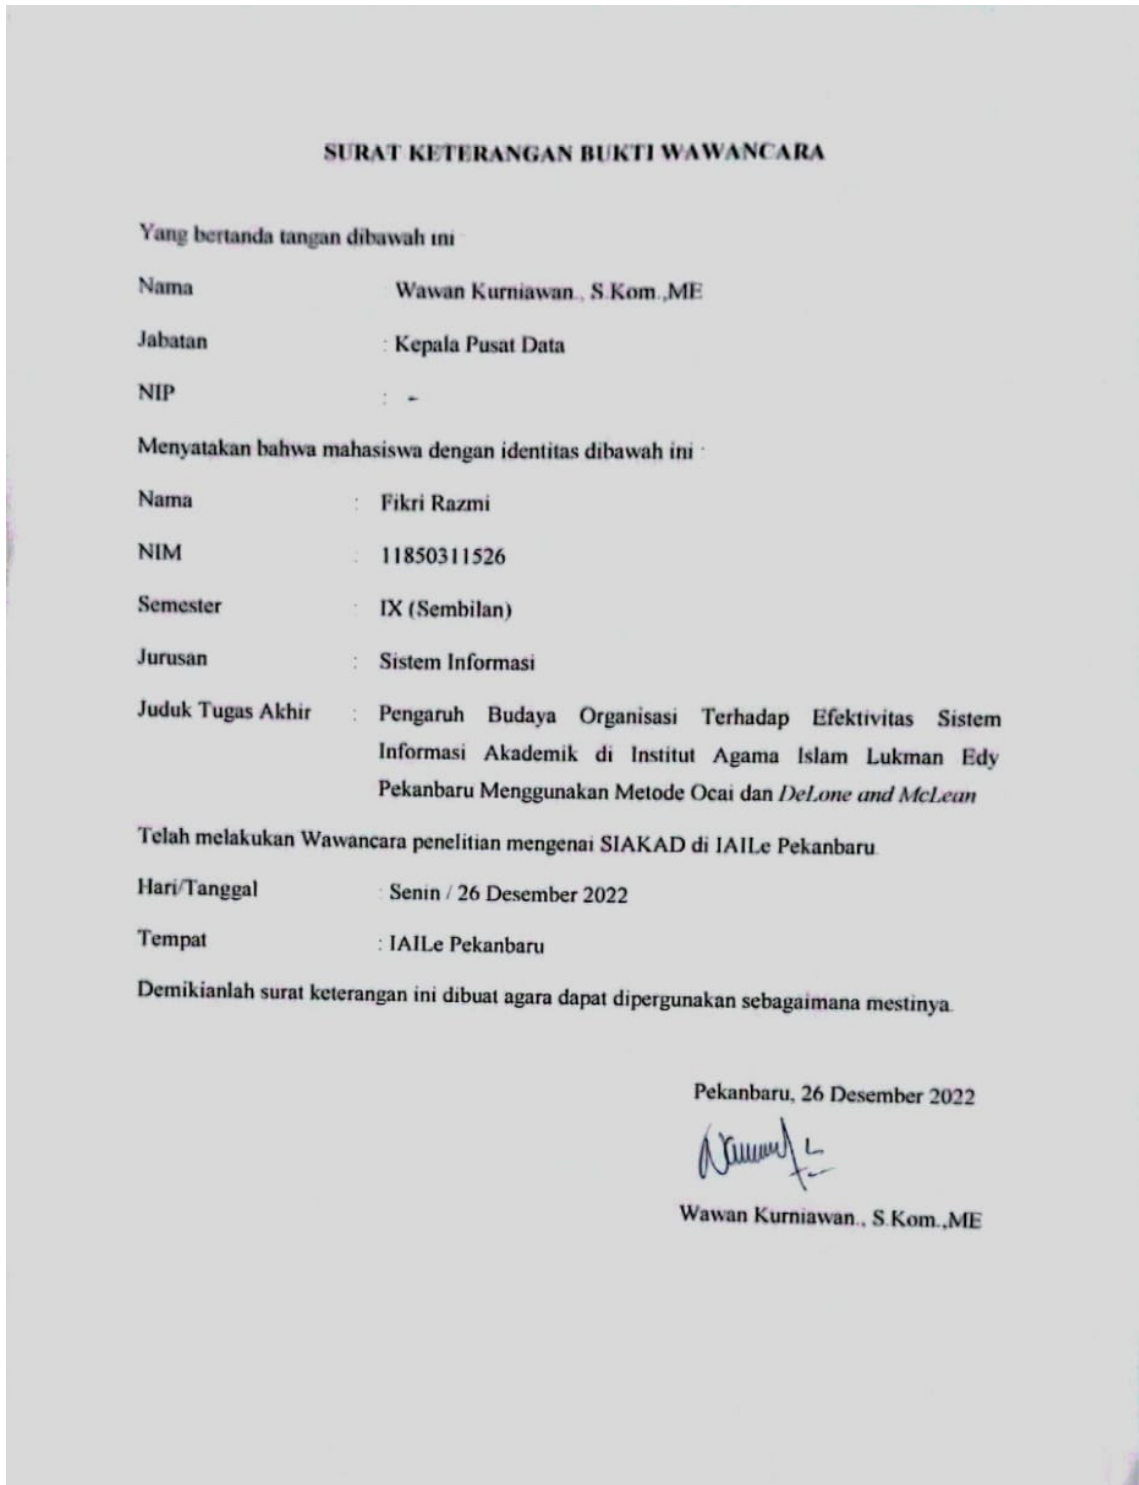 SURAT KETERANGAN BUKTI WAWANCARA
Yang bertanda tangan dibawah ini
Nama Wawan Kurniawan., S.Kom.,ME
Jabatan : Kepala Pusat Data
NIP : -
Menyatakan bahwa mahasiswa dengan identitas dibawah ini :
Nama : Fikri Razmi
NIM : 11850311526
Semester : IX (Sembilan)
Jurusan : Sistem Informasi
Juduk Tugas Akhir : Pengaruh Budaya Organisasi Terhadap Efektivitas Sistem
Informasi Akademik di Institut Agama Islam Lukman Edy
Pekanbaru Menggunakan Metode Ocai dan DeLone and McLean
Telah melakukan Wawancara penelitian mengenai SIAKAD di IAILe Pekanbaru.
Hari/Tanggal : Senin / 26 Desember 2022
Tempat : IAILe Pekanbaru
Demikianlah surat keterangan ini dibuat agara dapat dipergunakan sebagaimana mestinya.
Pekanbaru, 26 Desember 2022
Wawan Kurniawan., S.Kom.,ME